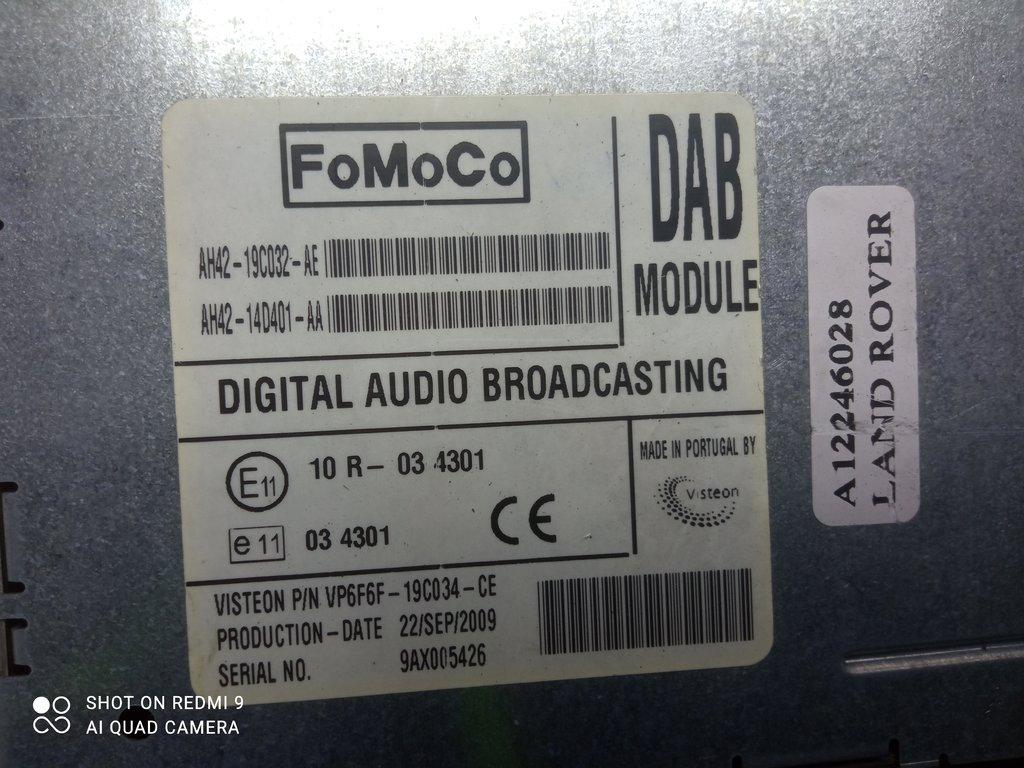 FoMoCo
AH42-19C032-AE
AH42-14D401-AA
DAB
MODULE
DIGITAL AUDIO BROADCASTING
E11
10 R-03 4301
e 11
03 4301
CE
MADE IN PORTUGAL BY
Visteon
VISTEON P/N VP6F6F-19C034-CE
PRODUCTION-DATE 22/SEP/2009
SERIAL NO. 9AX005426
A12246028
LAND ROVER
SHOT ON REDMI 9
AI QUAD CAMERA